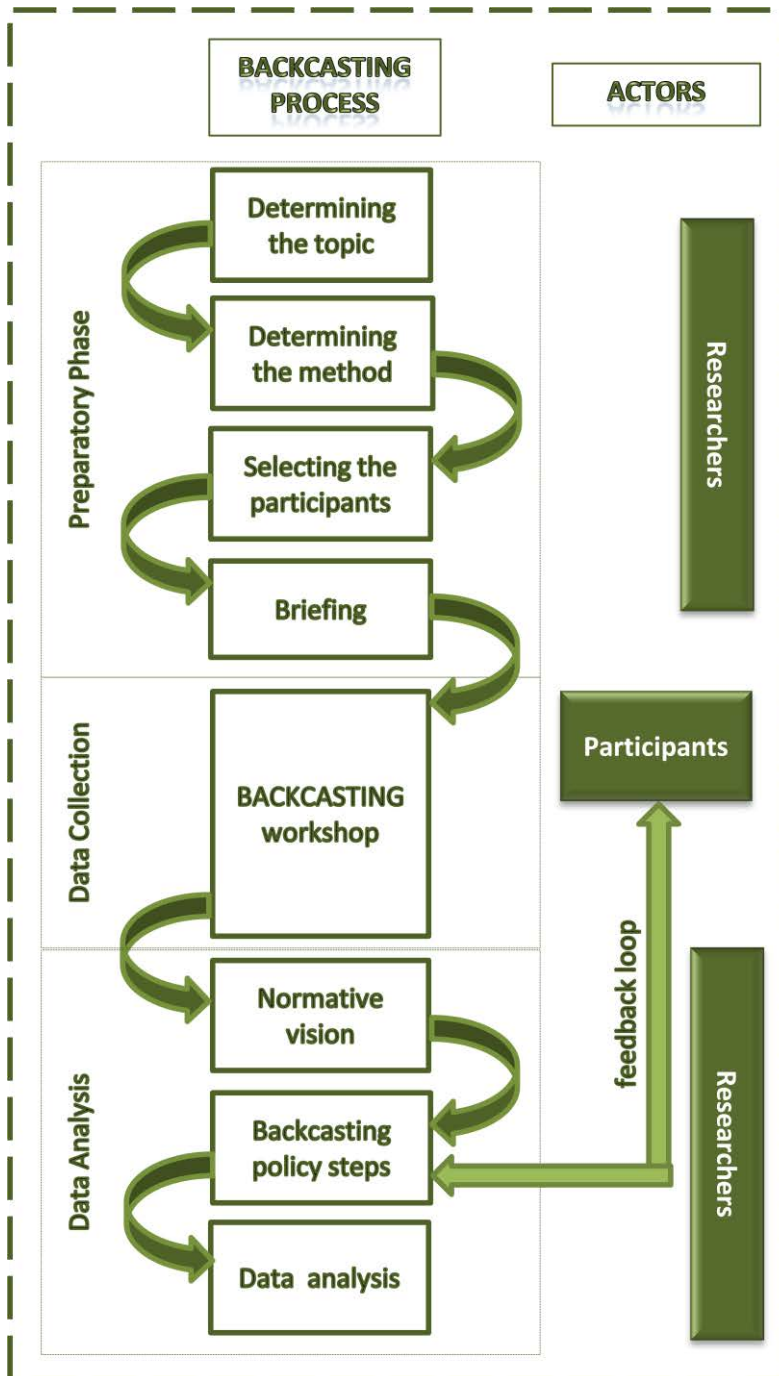 BACKCASTING
PROCESS
ACTORS
Preparatory Phase
Determining
the topic
Determining
the method
Selecting the
participants
Briefing
Researchers
Data Collection
BACKCASTING
workshop
Participants
Data Analysis
Normative
vision
Backcasting
policy steps
Data analysis
feedback loop
Researchers